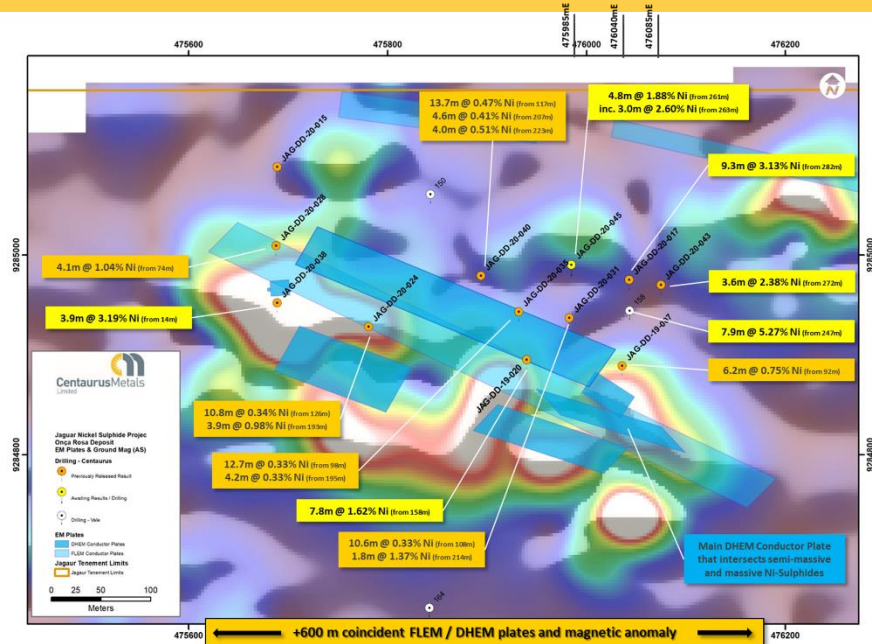 475985mE
476040mE
476085mE
475600
475800
476000
476200
N
JAG-DD-20-015
13.7m @ 0.47% Ni (from 117m)
4.6m @ 0.41% Ni (from 207m)
4.0m @ 0.51% Ni (from 223m)
4.8m @ 1.88% Ni (from 261m)
inc. 3.0m @ 2.60% Ni (from 263m)
150
9.3m @ 3.13% Ni (from 282m)
9285000
9285000
JAG-DD-20-028
JAG-DD-20-040
JAG-DD-20-045
JAG-DD-20-017
JAG-DD-20-043
4.1m @ 1.04% Ni (from 74m)
JAG-DD-20-038
JAG-DD-20-024
JAG-DD-20-031
3.6m @ 2.38% Ni (from 272m)
3.9m @ 3.19% Ni (from 14m)
7.9m @ 5.27% Ni (from 247m)
JAG-DD-19-020
6.2m @ 0.75% Ni (from 92m)
CentaurusMetals
Limited
Jaguar Nickel Sulphide Projec
Onça Rosa Deposit
EM Plates & Ground Mag (AS)
Drilling - Centaurus
Previously Released Result
Awaiting Results / Drilling
Drilling - Vale
EM Plates
DHEM Conductor Plates
FLEM Conductor Plates
Jagaur Tenement Limits
Jagaur Tenement Limits
0 25 50 100
Meters
10.8m @ 0.34% Ni (from 126m)
3.9m @ 0.98% Ni (from 193m)
9284800
9284800
12.7m @ 0.33% Ni (from 98m)
4.2m @ 0.33% Ni (from 195m)
7.8m @ 1.62% Ni (from 158m)
10.6m @ 0.33% Ni (from 108m)
1.8m @ 1.37% Ni (from 214m)
Main DHEM Conductor Plate
that intersects semi-massive
and massive Ni-Sulphides
164
475600
476200
+600 m coincident FLEM / DHEM plates and magnetic anomaly